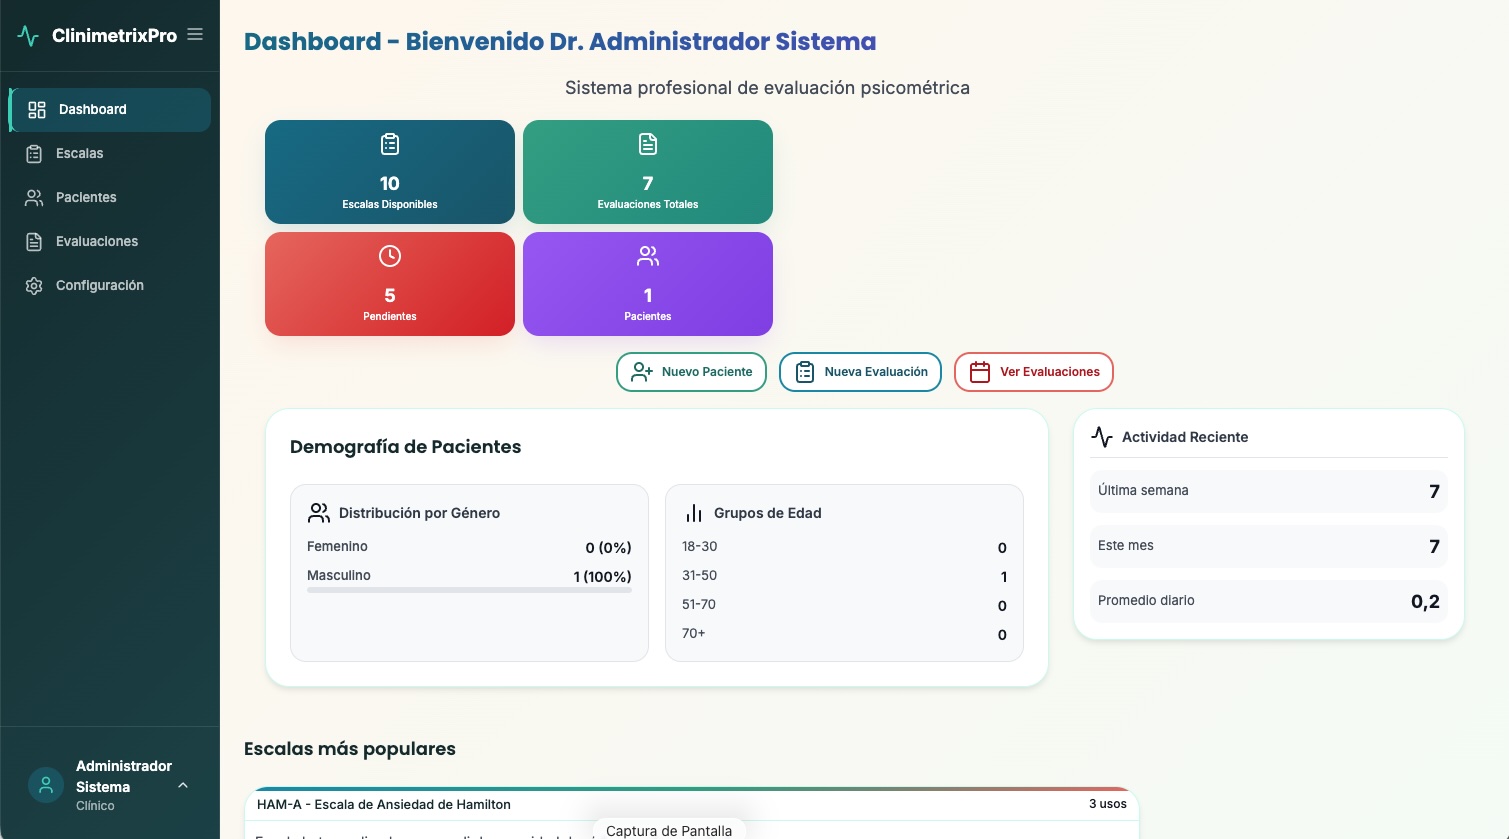 ClinimetrixPro
Dashboard
Escalas
Pacientes
Evaluaciones
Configuración
Administrador
Sistema
Clínico
Dashboard - Bienvenido Dr. Administrador Sistema
Sistema profesional de evaluación psicométrica
10
Escalas Disponibles
7
Evaluaciones Totales
5
Pendientes
1
Pacientes
Nuevo Paciente
Nueva Evaluación
Ver Evaluaciones
Demografía de Pacientes
Distribución por Género
Femenino 0 (0%)
Masculino 1 (100%)
Grupos de Edad
18-30 0
31-50 1
51-70 0
70+ 0
Actividad Reciente
Última semana 7
Este mes 7
Promedio diario 0,2
Escalas más populares
HAM-A - Escala de Ansiedad de Hamilton 3 usos
Captura de Pantalla